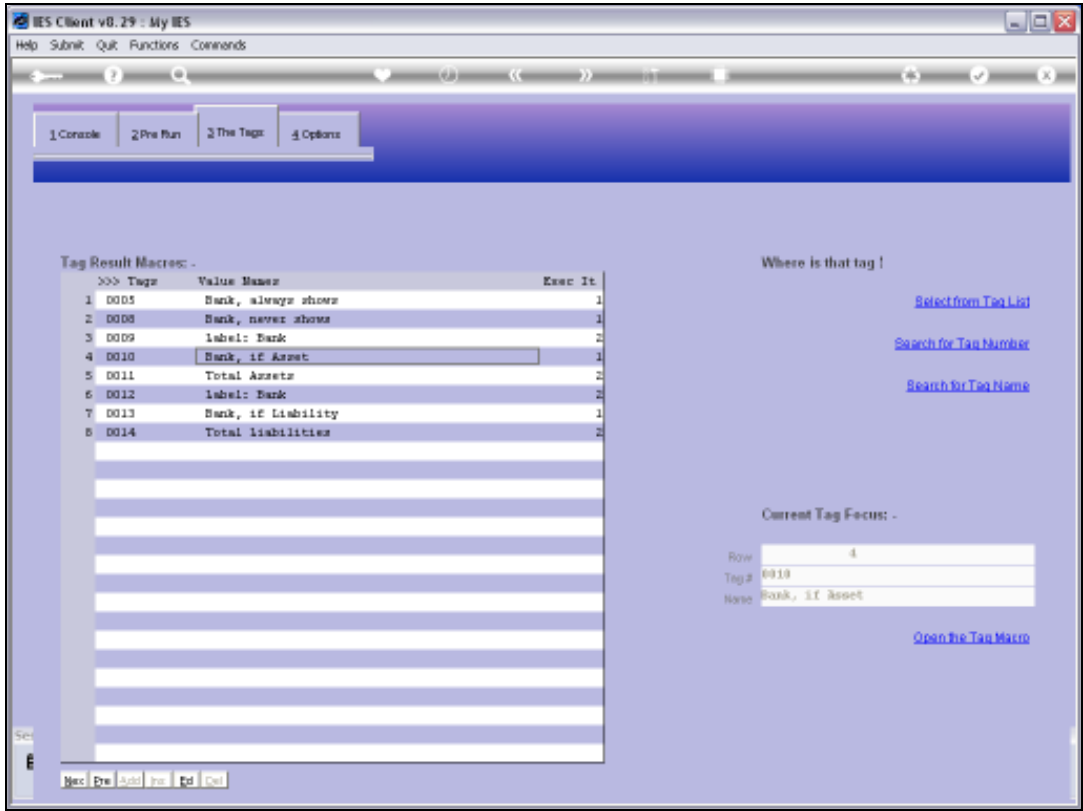 IES Client v8.29 : My IES
Help Submit Quit Functions Commands
1 Console 2 Pre Run 3 The Tags 4 Options
Tag Result Macros: -
>>> Tags Value Names Exec It
1 0005 Bank, always shows 1
2 0008 Bank, never shows 1
3 0009 label: Bank 2
4 0010 Bank, if Asset 1
5 0011 Total Assets 2
6 0012 label: Bank 2
7 0013 Bank, if Liability 1
8 0014 Total liabilities 2
Where is that tag !
Select from Tag List
Search for Tag Number
Search for Tag Name
Current Tag Focus: -
Row 4
Tag # 0010
Name Bank, if Asset
Open the Tag Macro
Nex Pre Add Ins Ed Del